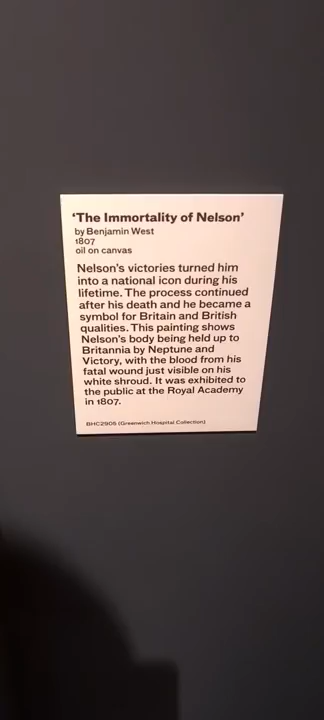 ‘The Immortality of Nelson’
by Benjamin West
1807
oil on canvas
Nelson’s victories turned him
into a national icon during his
lifetime. The process continued
after his death and he became a
symbol for Britain and British
qualities. This painting shows
Nelson’s body being held up to
Britannia by Neptune and
Victory, with the blood from his
fatal wound just visible on his
white shroud. It was exhibited to
the public at the Royal Academy
in 1807.
BHC2905 (Greenwich Hospital Collection)